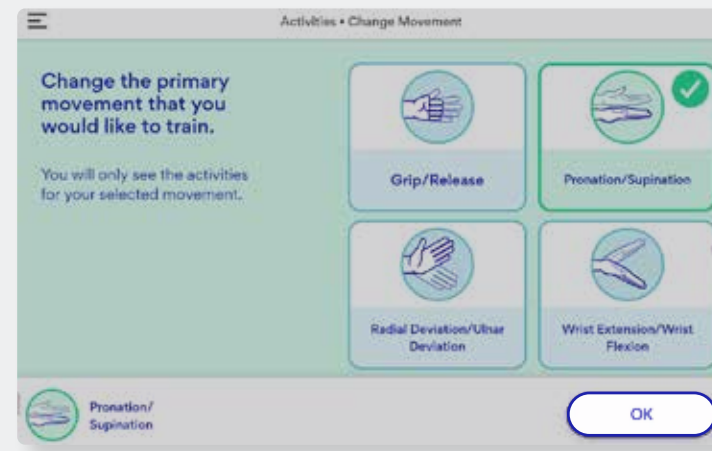 Activities • Change Movement
Change the primary
movement that you
would like to train.
You will only see the activities
for your selected movement.
Grip/Release
Pronation/Supination
Radial Deviation/Ulnar
Deviation
Wrist Extension/Wrist
Flexion
Pronation/
Supination
OK